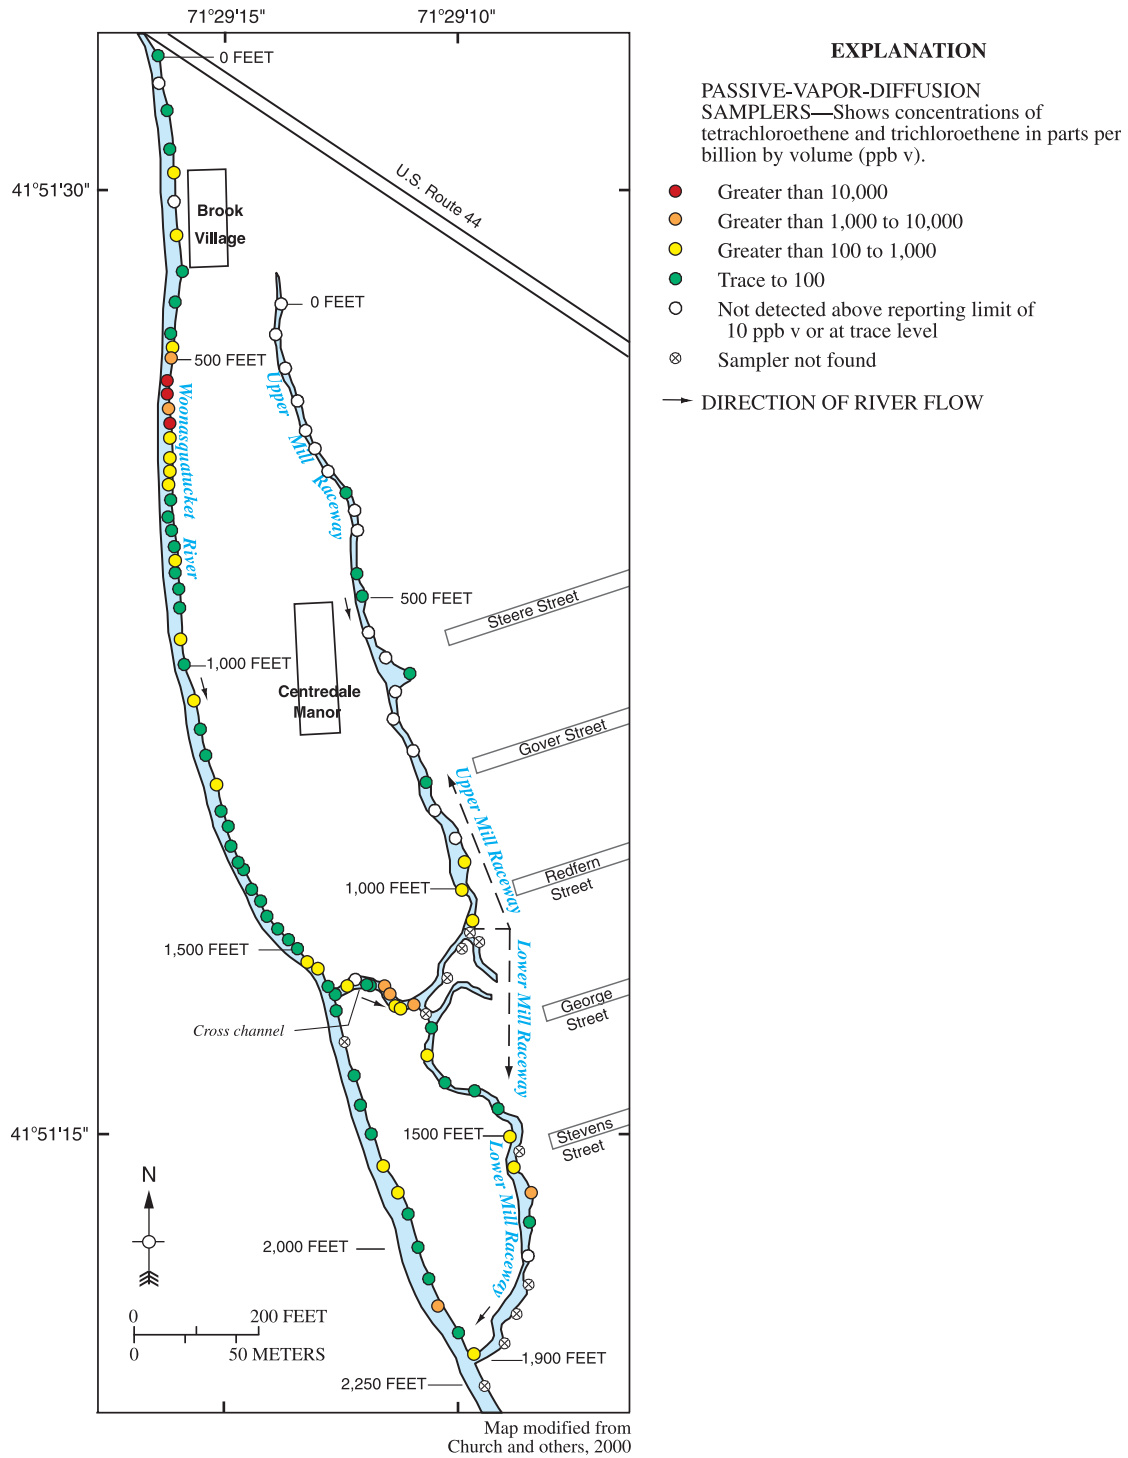 71°29'15"
71°29'10"
0 FEET
U.S. Route 44
41°51'30"
Brook
Village
0 FEET
500 FEET
Woonasquatucket River
Upper Mill Raceway
500 FEET
Steere Street
1,000 FEET
Centredale
Manor
Gover Street
Upper Mill Raceway
1,000 FEET
Redfern
Street
1,500 FEET
Lower Mill Raceway
George
Street
Cross channel
41°51'15"
1500 FEET
Stevens
Street
Lower Mill Raceway
N
2,000 FEET
0 200 FEET
0 50 METERS
1,900 FEET
2,250 FEET
Map modified from
Church and others, 2000
EXPLANATION
PASSIVE-VAPOR-DIFFUSION
SAMPLERS—Shows concentrations of
tetrachloroethene and trichloroethene in parts per
billion by volume (ppb v).
Greater than 10,000
Greater than 1,000 to 10,000
Greater than 100 to 1,000
Trace to 100
Not detected above reporting limit of
10 ppb v or at trace level
Sampler not found
DIRECTION OF RIVER FLOW